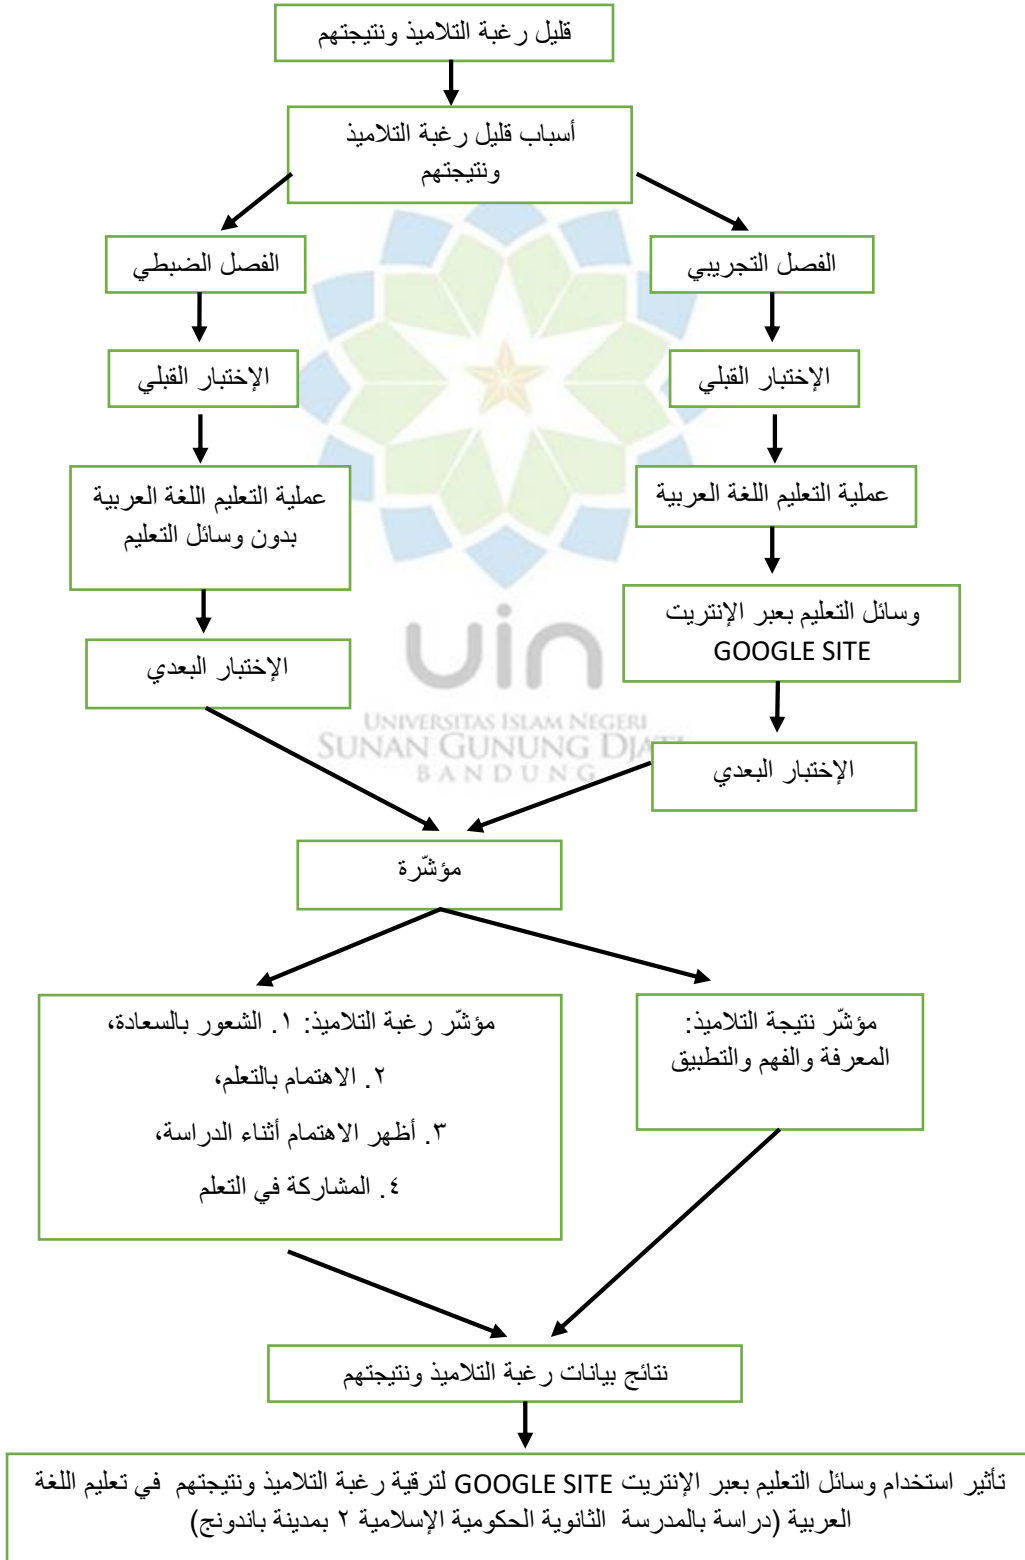 قليل رغبة التلاميذ ونتيجتهم
أسباب قليل رغبة التلاميذ
ونتيجتهم
الفصل التجريبي
الفصل الضبطي
الإختبار القبلي
الإختبار القبلي
عملية التعليم اللغة العربية
عملية التعليم اللغة العربية
بدون وسائل التعليم
وسائل التعليم بعبر الإنتريت
GOOGLE SITE
الإختبار البعدي
الإختبار البعدي
uin
UNIVERSITAS ISLAM NEGERI
SUNAN GUNUNG DJATI
BANDUNG
مؤشّرة
مؤشّر نتيجة التلاميذ:
المعرفة والفهم والتطبيق
مؤشّر رغبة التلاميذ: ١. الشعور بالسعادة،
٢. الاهتمام بالتعلم،
٣. أظهر الاهتمام أثناء الدراسة،
٤. المشاركة في التعلم
نتائج بيانات رغبة التلاميذ ونتيجتهم
تأثير استخدام وسائل التعليم بعبر الإنتريت GOOGLE SITE لترقية رغبة التلاميذ ونتيجتهم في تعليم اللغة
العربية (دراسة بالمدرسة الثانوية الحكومية الإسلامية ٢ بمدينة باندونج)